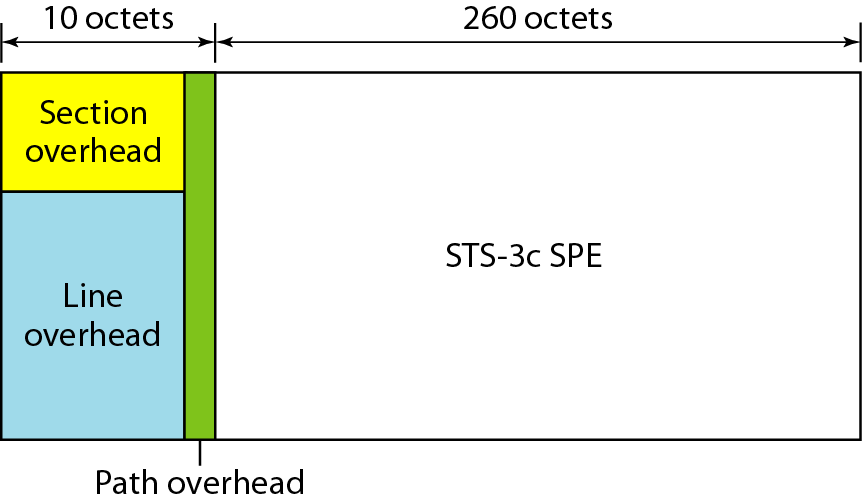 10 octets
260 octets
Section
overhead
STS-3c SPE
Line
overhead
Path overhead